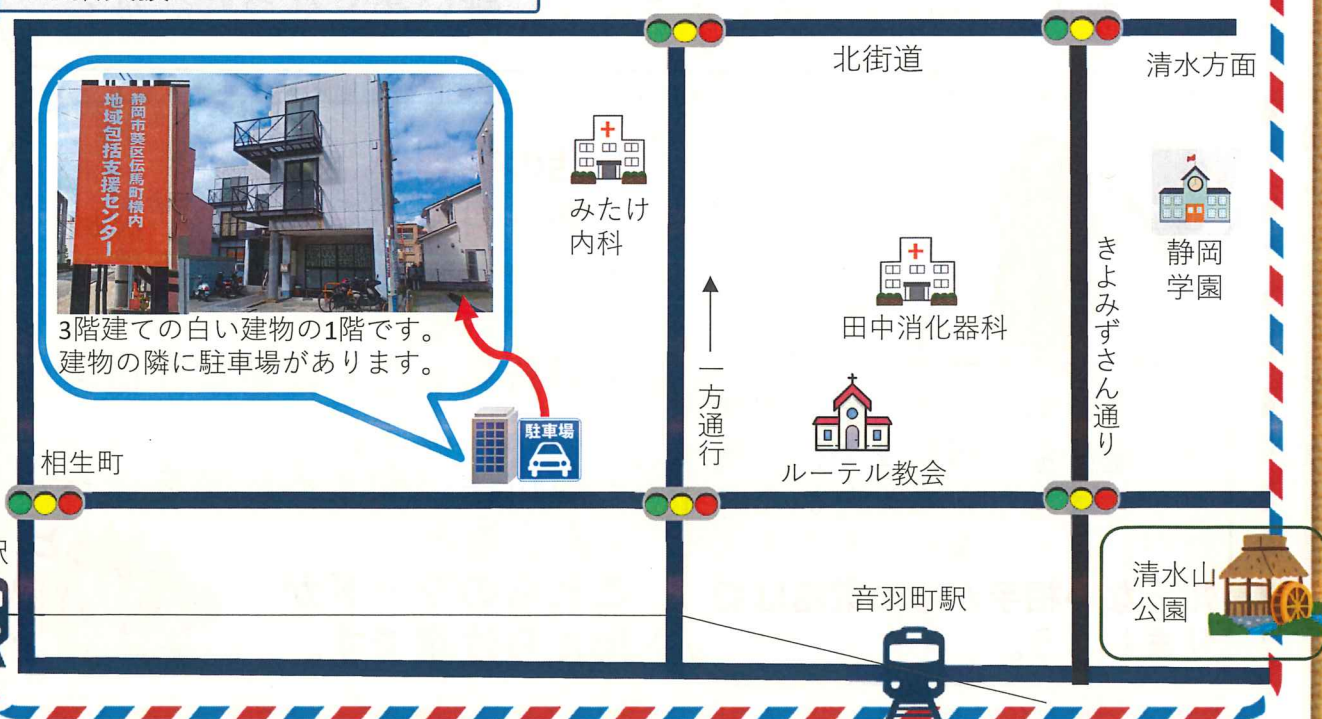 北街道
清水方面
静岡市葵区伝馬町横内
地域包括支援センター
みたけ
内科
静岡
学園
きよみずさん通り
田中消化器科
3階建ての白い建物の1階です。
建物の隣に駐車場があります。
一方通行
駐車場
相生町
ルーテル教会
駅
清水山
公園
音羽町駅